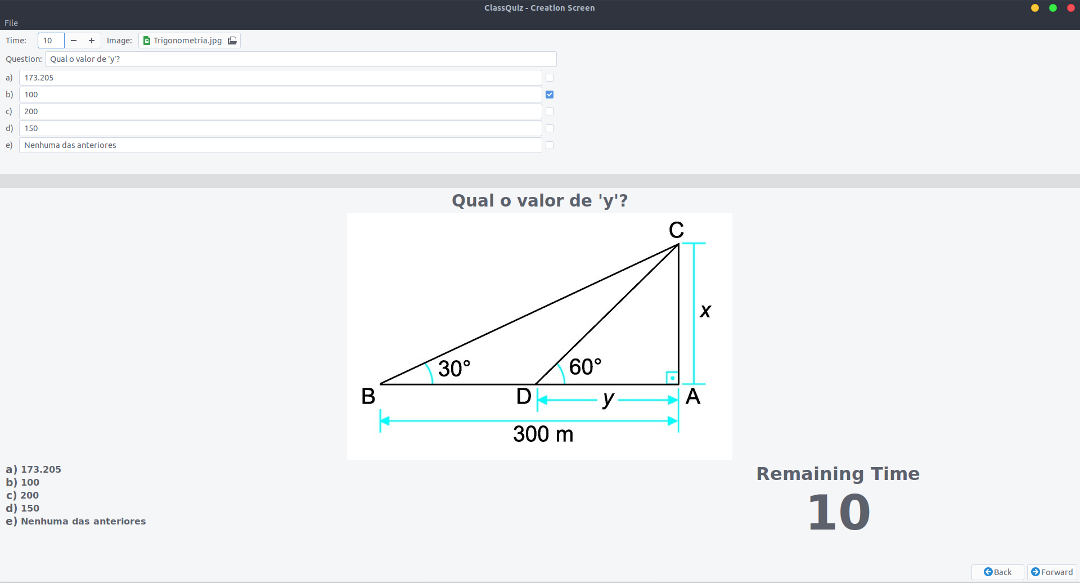 ClassQuiz - Creation Screen
File
Time: 10 − + Image: Trigonometria.jpg
Question: Qual o valor de 'y'?
a) 173.205
b) 100
c) 200
d) 150
e) Nenhuma das anteriores
Qual o valor de 'y'?
C
x
30°
60°
B
D
y
A
300 m
a) 173.205
b) 100
c) 200
d) 150
e) Nenhuma das anteriores
Remaining Time
10
Back Forward